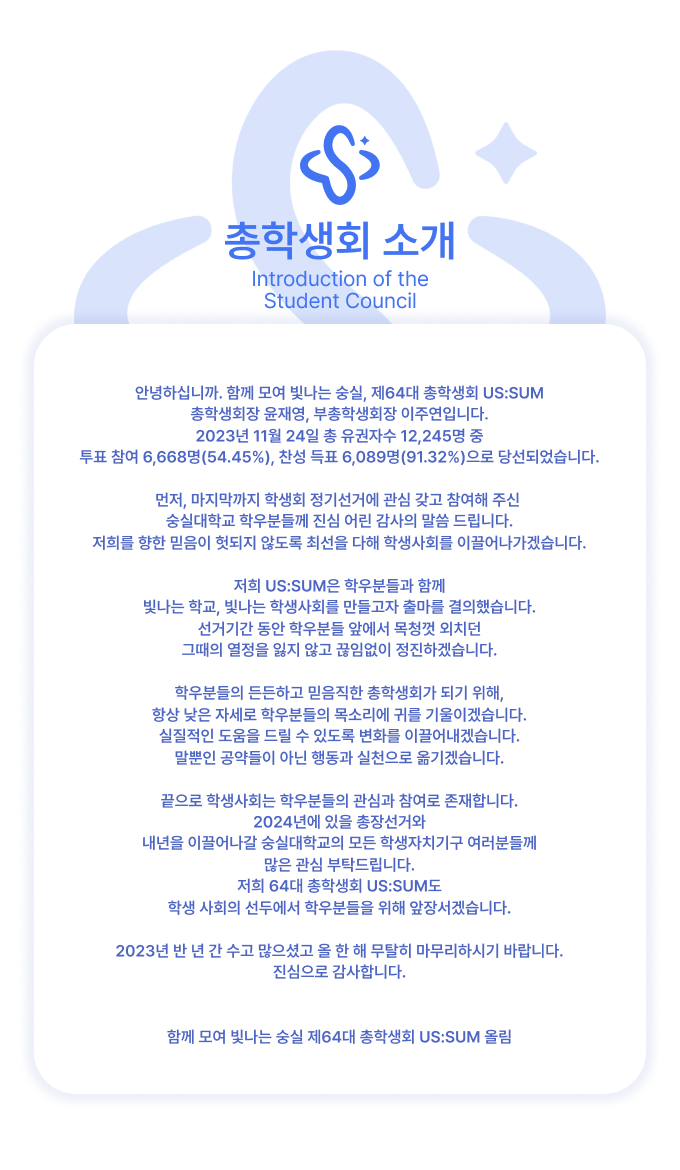 총학생회 소개
Introduction of the
Student Council
안녕하십니까. 함께 모여 빛나는 숭실, 제64대 총학생회 US:SUM
총학생회장 윤재영, 부총학생회장 이주연입니다.
2023년 11월 24일 총 유권자수 12,245명 중
투표 참여 6,668명(54.45%), 찬성 득표 6,089명(91.32%)으로 당선되었습니다.
먼저, 마지막까지 학생회 정기선거에 관심 갖고 참여해 주신
숭실대학교 학우분들께 진심 어린 감사의 말씀 드립니다.
저희를 향한 믿음이 헛되지 않도록 최선을 다해 학생사회를 이끌어나가겠습니다.
저희 US:SUM은 학우분들과 함께
빛나는 학교, 빛나는 학생사회를 만들고자 출마를 결의했습니다.
선거기간 동안 학우분들 앞에서 목청껏 외치던
그때의 열정을 잃지 않고 끊임없이 정진하겠습니다.
학우분들의 든든하고 믿음직한 총학생회가 되기 위해,
항상 낮은 자세로 학우분들의 목소리에 귀를 기울이겠습니다.
실질적인 도움을 드릴 수 있도록 변화를 이끌어내겠습니다.
말뿐인 공약들이 아닌 행동과 실천으로 옮기겠습니다.
끝으로 학생사회는 학우분들의 관심과 참여로 존재합니다.
2024년에 있을 총장선거와
내년을 이끌어나갈 숭실대학교의 모든 학생자치기구 여러분들께
많은 관심 부탁드립니다.
저희 64대 총학생회 US:SUM도
학생 사회의 선두에서 학우분들을 위해 앞장서겠습니다.
2023년 반 년 간 수고 많으셨고 올 한 해 무탈히 마무리하시기 바랍니다.
진심으로 감사합니다.
함께 모여 빛나는 숭실 제64대 총학생회 US:SUM 올림